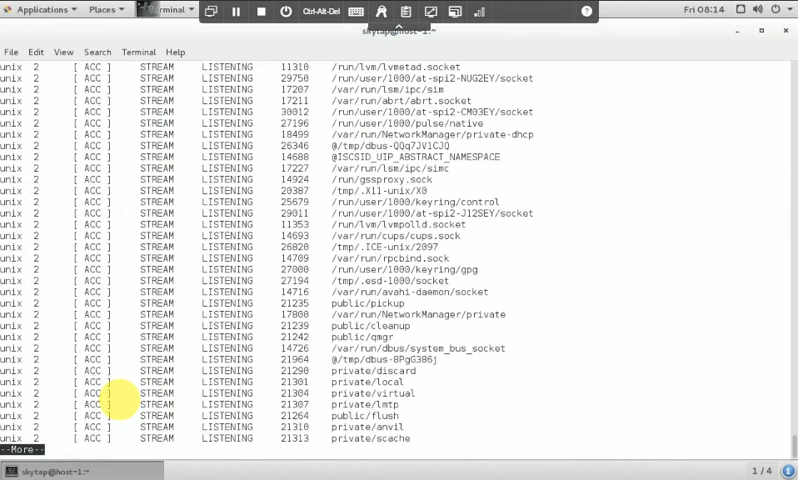 Applications Places Terminal Ctrl-Alt-Del ? Fri 08:14
skytap@host-1:~
File Edit View Search Terminal Help
unix 2 [ ACC ] STREAM LISTENING 11310 /run/lvm/lvmetad.socket
unix 2 [ ACC ] STREAM LISTENING 29750 /run/user/1000/at-spi2-NUG2EY/socket
unix 2 [ ACC ] STREAM LISTENING 17207 /var/run/lsm/ipc/sim
unix 2 [ ACC ] STREAM LISTENING 17211 /var/run/abrt/abrt.socket
unix 2 [ ACC ] STREAM LISTENING 30012 /run/user/1000/at-spi2-CM03EY/socket
unix 2 [ ACC ] STREAM LISTENING 27196 /run/user/1000/pulse/native
unix 2 [ ACC ] STREAM LISTENING 18499 /var/run/NetworkManager/private-dhcp
unix 2 [ ACC ] STREAM LISTENING 26346 @/tmp/dbus-QQq7JV1CJQ
unix 2 [ ACC ] STREAM LISTENING 14688 @ISCSID_UIP_ABSTRACT_NAMESPACE
unix 2 [ ACC ] STREAM LISTENING 17227 /var/run/lsm/ipc/simc
unix 2 [ ACC ] STREAM LISTENING 14924 /run/gssproxy.sock
unix 2 [ ACC ] STREAM LISTENING 20387 /tmp/.X11-unix/X0
unix 2 [ ACC ] STREAM LISTENING 25679 /run/user/1000/keyring/control
unix 2 [ ACC ] STREAM LISTENING 29011 /run/user/1000/at-spi2-J12SEY/socket
unix 2 [ ACC ] STREAM LISTENING 11353 /run/lvm/lvmpolld.socket
unix 2 [ ACC ] STREAM LISTENING 14693 /var/run/cups/cups.sock
unix 2 [ ACC ] STREAM LISTENING 26820 /tmp/.ICE-unix/2097
unix 2 [ ACC ] STREAM LISTENING 14709 /var/run/rpcbind.sock
unix 2 [ ACC ] STREAM LISTENING 27000 /run/user/1000/keyring/gpg
unix 2 [ ACC ] STREAM LISTENING 27194 /tmp/.esd-1000/socket
unix 2 [ ACC ] STREAM LISTENING 14716 /var/run/avahi-daemon/socket
unix 2 [ ACC ] STREAM LISTENING 21235 public/pickup
unix 2 [ ACC ] STREAM LISTENING 17800 /var/run/NetworkManager/private
unix 2 [ ACC ] STREAM LISTENING 21239 public/cleanup
unix 2 [ ACC ] STREAM LISTENING 21242 public/qmgr
unix 2 [ ACC ] STREAM LISTENING 14726 /var/run/dbus/system_bus_socket
unix 2 [ ACC ] STREAM LISTENING 21964 @/tmp/dbus-8PgG3B6j
unix 2 [ ACC ] STREAM LISTENING 21290 private/discard
unix 2 [ ACC ] STREAM LISTENING 21301 private/local
unix 2 [ ACC ] STREAM LISTENING 21304 private/virtual
unix 2 [ ACC ] STREAM LISTENING 21307 private/lmtp
unix 2 [ ACC ] STREAM LISTENING 21264 public/flush
unix 2 [ ACC ] STREAM LISTENING 21310 private/anvil
unix 2 [ ACC ] STREAM LISTENING 21313 private/scache
--More--
skytap@host-1:~ 1 / 4